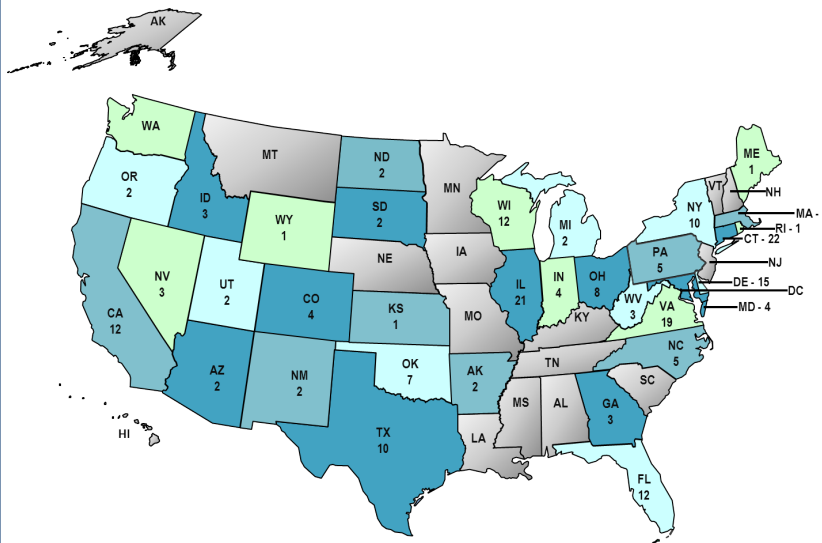 AK
WA
MT
ND
2
MN
ME
1
OR
2
ID
3
SD
2
WI
12
VT
NH
MI
2
NY
10
MA -
RI - 1
CT - 22
WY
1
IA
NE
PA
5
NJ
NV
3
UT
2
CO
4
IL
21
IN
4
OH
8
DE - 15
DC
MD - 4
WV
3
VA
19
CA
12
KS
1
MO
KY
NC
5
TN
AZ
2
NM
2
OK
7
AK
2
SC
MS
AL
GA
3
TX
10
LA
HI
FL
12